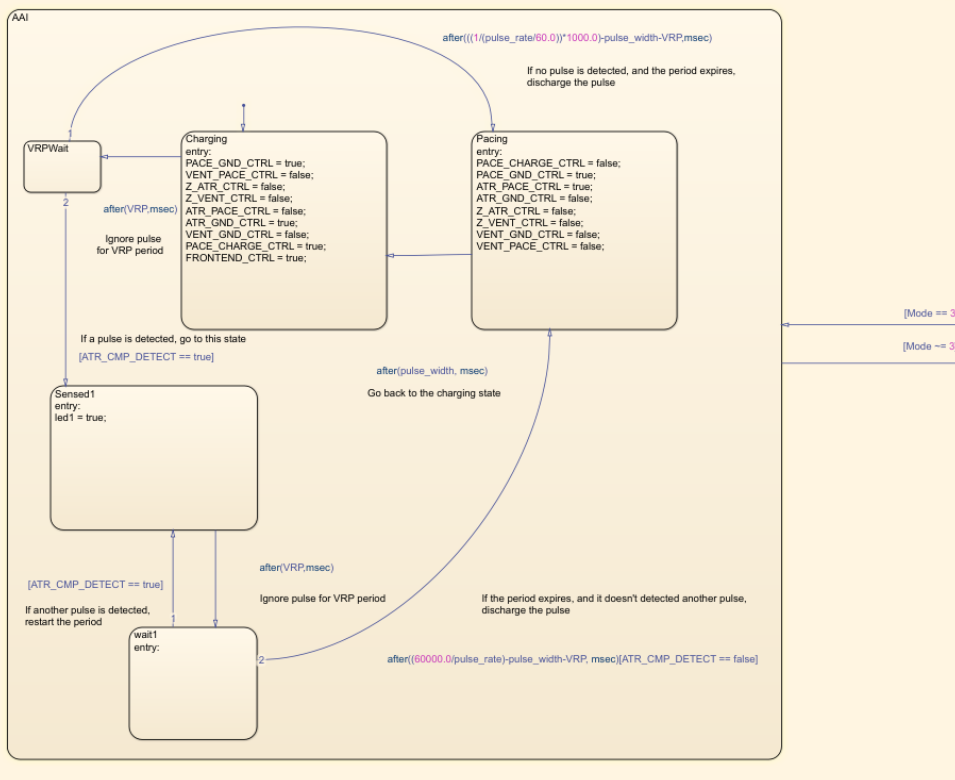 AAI
after(((1/(pulse_rate/60.0))*1000.0)-pulse_width-VRP,msec)
If no pulse is detected, and the period expires,
discharge the pulse
1
VRPWait
2
Charging
entry:
PACE_GND_CTRL = true;
VENT_PACE_CTRL = false;
Z_ATR_CTRL = false;
Z_VENT_CTRL = false;
ATR_PACE_CTRL = false;
ATR_GND_CTRL = true;
VENT_GND_CTRL = false;
PACE_CHARGE_CTRL = true;
FRONTEND_CTRL = true;
Pacing
entry:
PACE_CHARGE_CTRL = false;
PACE_GND_CTRL = true;
ATR_PACE_CTRL = true;
ATR_GND_CTRL = false;
Z_ATR_CTRL = false;
Z_VENT_CTRL = false;
VENT_GND_CTRL = false;
VENT_PACE_CTRL = false;
after(VRP,msec)
Ignore pulse
for VRP period
[Mode == 3
[Mode ~= 3
If a pulse is detected, go to this state
[ATR_CMP_DETECT == true]
after(pulse_width, msec)
Go back to the charging state
Sensed1
entry:
led1 = true;
after(VRP,msec)
Ignore pulse for VRP period
[ATR_CMP_DETECT == true]
If another pulse is detected,
restart the period
1
If the period expires, and it doesn't detected another pulse,
discharge the pulse
wait1
entry:
2
after((60000.0/pulse_rate)-pulse_width-VRP, msec)[ATR_CMP_DETECT == false]